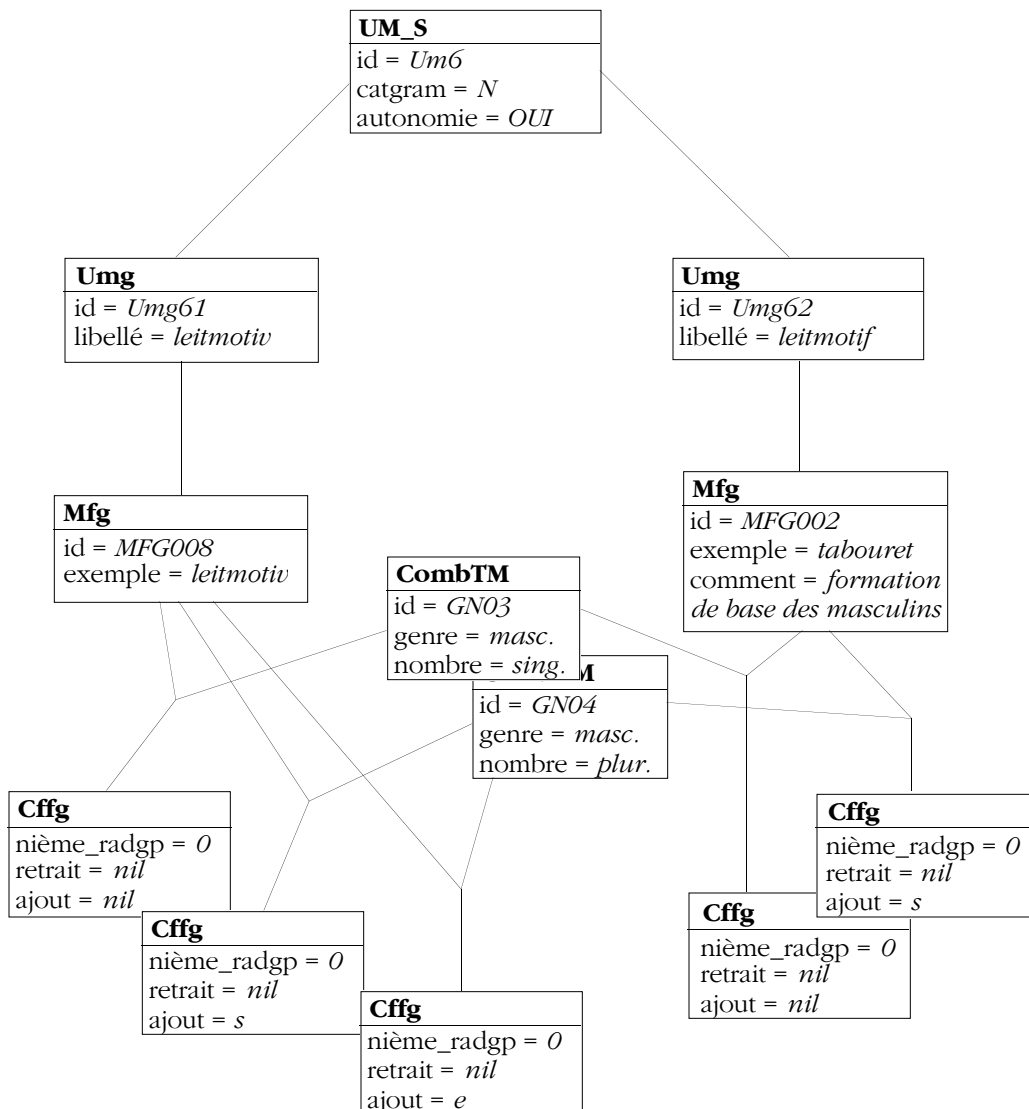 UM_S
id = Um6
catgram = N
autonomie = OUI
Umg
id = Umg61
libellé = leitmotiv
Umg
id = Umg62
libellé = leitmotif
Mfg
id = MFG008
exemple = leitmotiv
Mfg
id = MFG002
exemple = tabouret
comment = formation
de base des masculins
CombTM
id = GN03
genre = masc.
nombre = sing.
M
id = GN04
genre = masc.
nombre = plur.
Cffg
nième_radgp = 0
retrait = nil
ajout = nil
Cffg
nième_radgp = 0
retrait = nil
ajout = s
Cffg
nième_radgp = 0
retrait = nil
ajout = e
Cffg
nième_radgp = 0
retrait = nil
ajout = nil
Cffg
nième_radgp = 0
retrait = nil
ajout = s